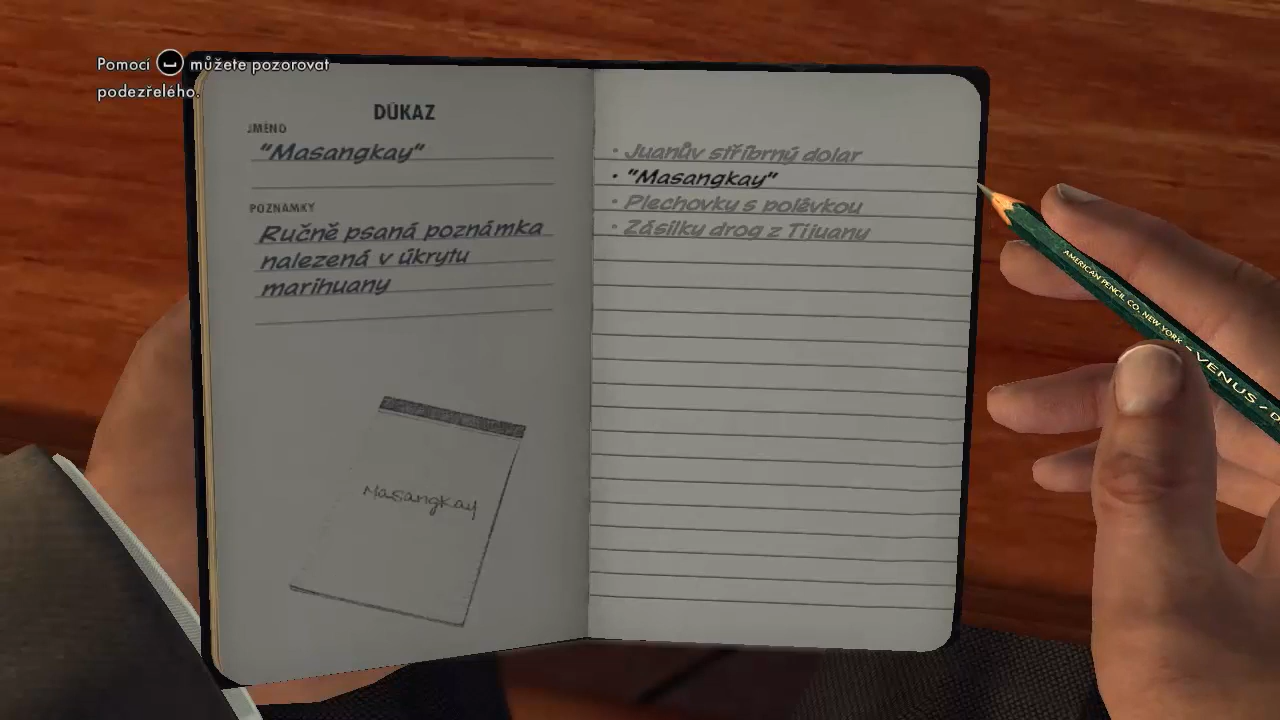 Pomocí můžete pozorovat
podezřelého.
DŮKAZ
JMÉNO
"Masangkay"
POZNÁMKY
Ručně psaná poznámka
nalezená v úkrytu
marihuany
Masangkay
• Juanův stříbrný dolar
• "Masangkay"
• Plechovky s polévkou
• Zásilky drog z Tijuany
AMERICAN PENCIL CO. NEW YORK VENUS